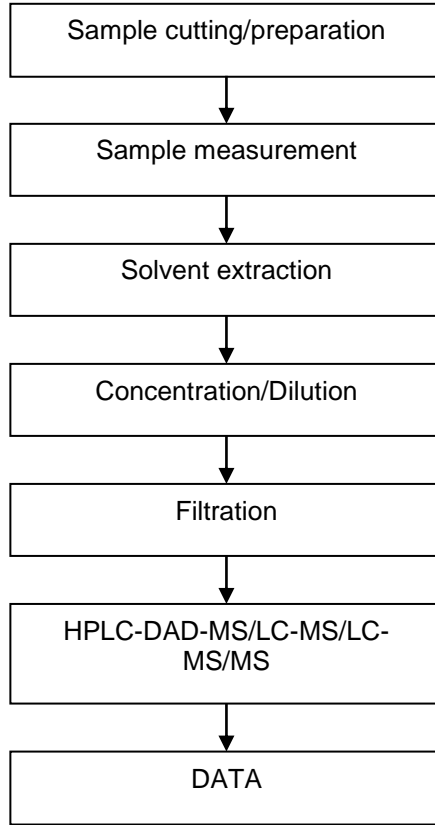 Sample cutting/preparation
Sample measurement
Solvent extraction
Concentration/Dilution
Filtration
HPLC-DAD-MS/LC-MS/LC-
MS/MS
DATA